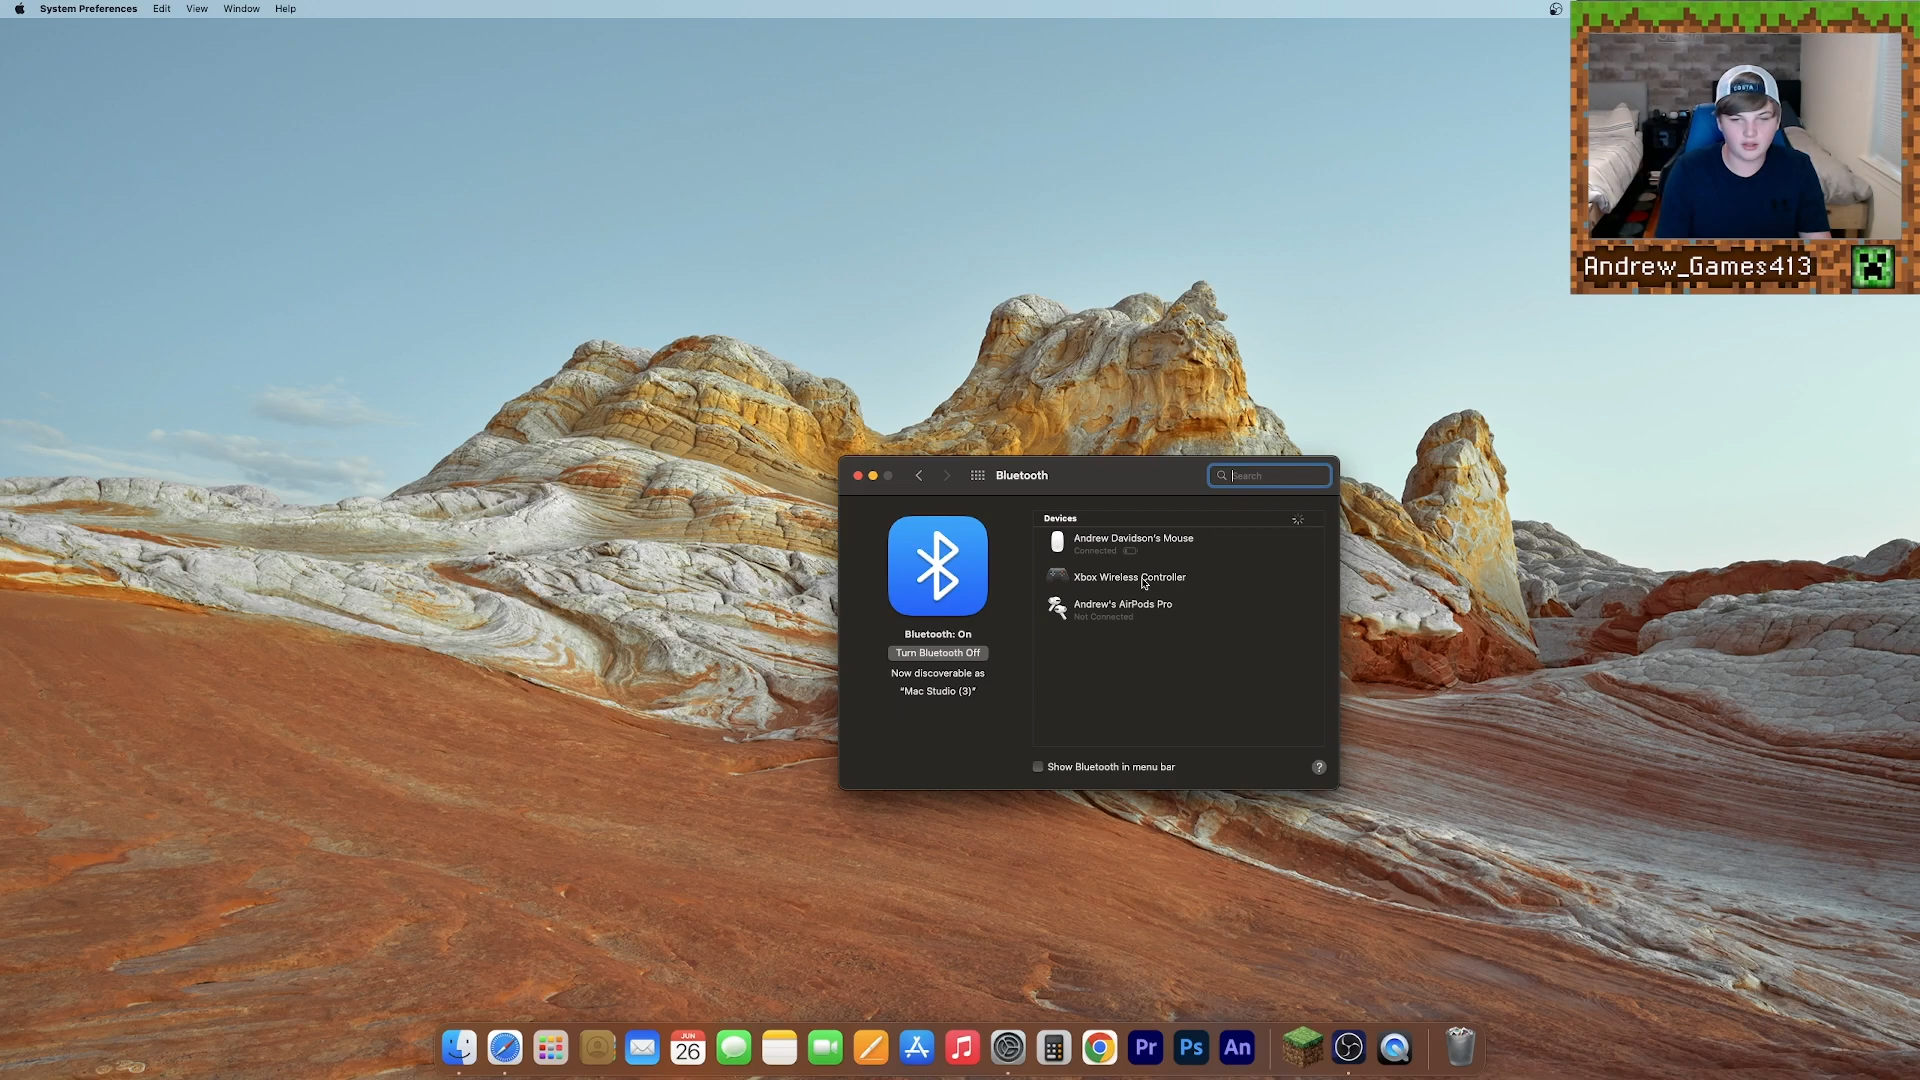 System Preferences Edit View Window Help
COSTA
Andrew_Games413
Bluetooth
Search
Devices
Andrew Davidson's Mouse
Connected
Xbox Wireless Controller
Andrew's AirPods Pro
Not Connected
Bluetooth: On
Turn Bluetooth Off
Now discoverable as
"Mac Studio (3)"
Show Bluetooth in menu bar
?
JUN
26
Pr
Ps
An